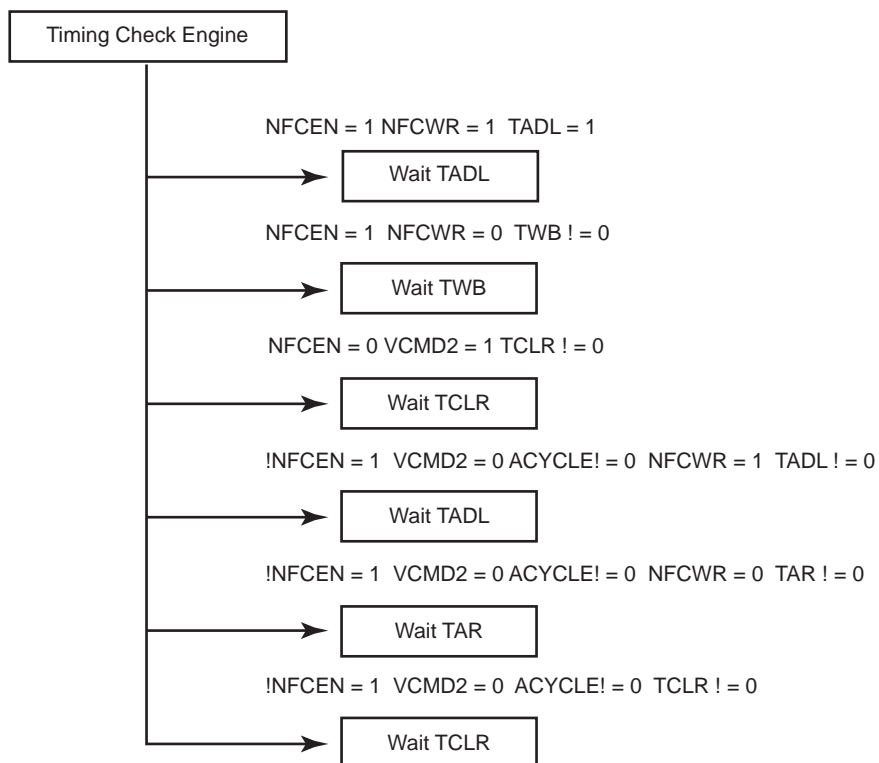 Timing Check Engine
NFCEN = 1 NFCWR = 1 TADL = 1
Wait TADL
NFCEN = 1 NFCWR = 0 TWB ! = 0
Wait TWB
NFCEN = 0 VCMD2 = 1 TCLR ! = 0
Wait TCLR
!NFCEN = 1 VCMD2 = 0 ACYCLE! = 0 NFCWR = 1 TADL ! = 0
Wait TADL
!NFCEN = 1 VCMD2 = 0 ACYCLE! = 0 NFCWR = 0 TAR ! = 0
Wait TAR
!NFCEN = 1 VCMD2 = 0 ACYCLE! = 0 TCLR ! = 0
Wait TCLR